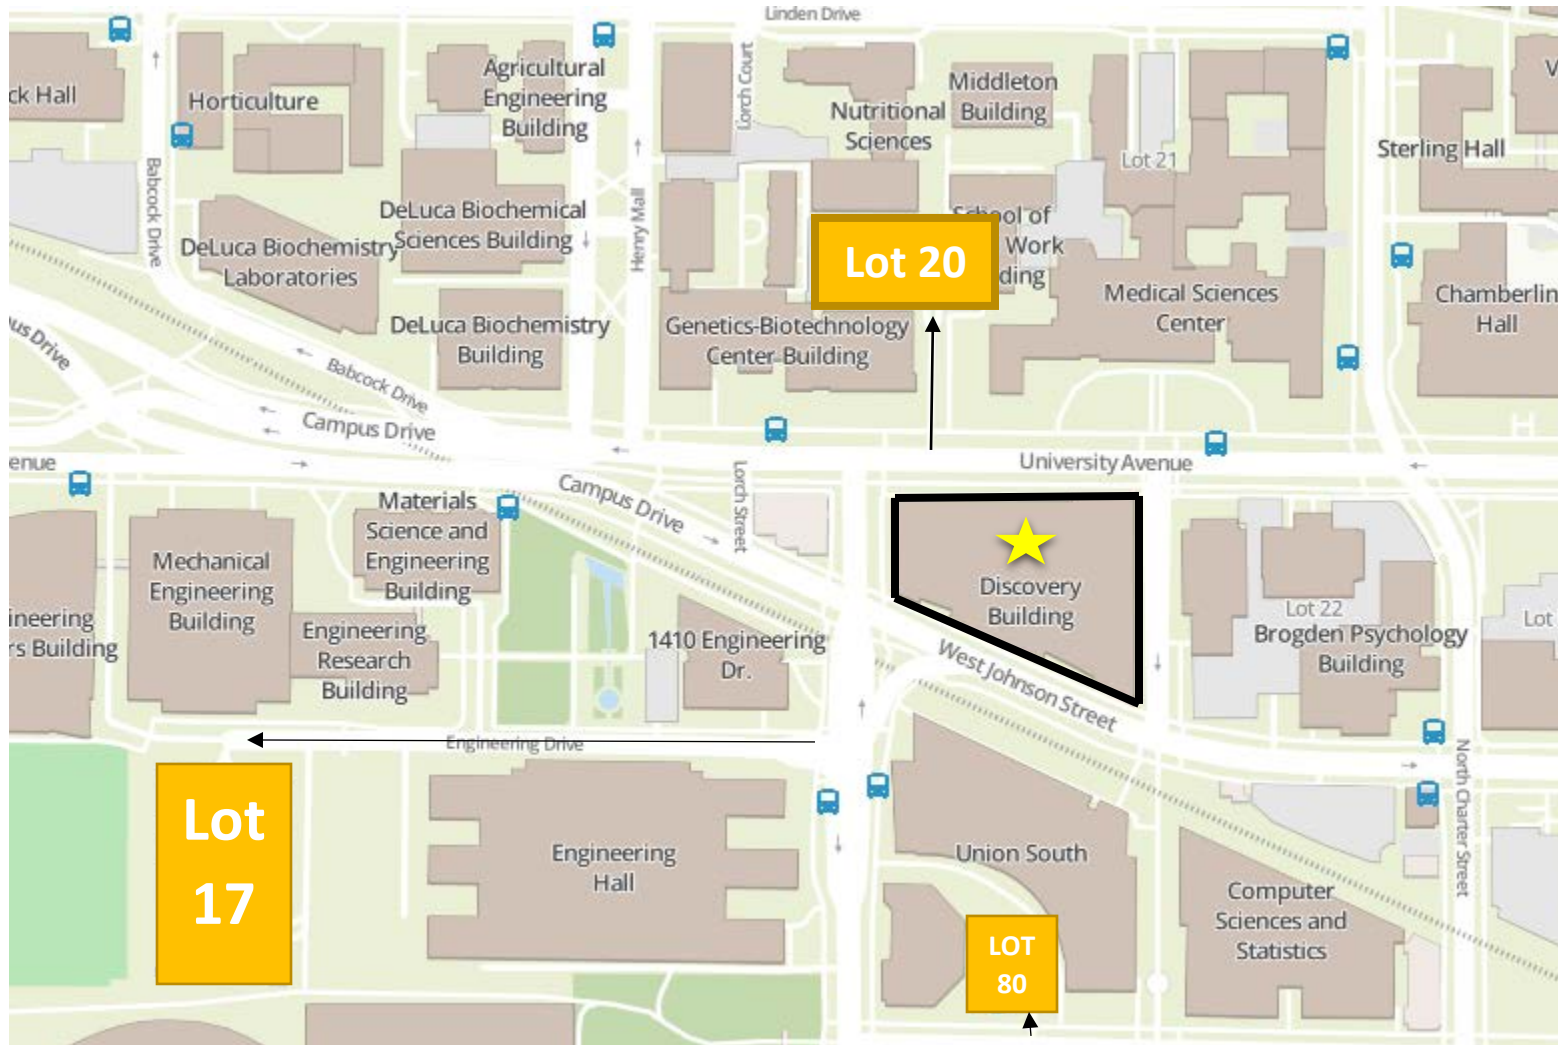 Linden Drive
ck Hall
Horticulture
Agricultural
Engineering
Building
Lorch Court
Nutritional
Sciences
Middleton
Building
Lot 21
Sterling Hall
V
Babcock Drive
DeLuca Biochemical
Sciences Building
DeLuca Biochemistry
Laboratories
Henry Mall
School of
Work
ding
Lot 20
Medical Sciences
Center
Chamberlin
Hall
us Drive
DeLuca Biochemistry
Building
Genetics-Biotechnology
Center Building
Babcock Drive
Campus Drive
H
enue
University Avenue
Materials
Science and
Engineering
Building
Campus Drive
Lorch Street
Mechanical
Engineering
Building
Discovery
Building
Lot 22
Lot
Brogden Psychology
Building
ineering
rs Building
Engineering
Research
Building
1410 Engineering
Dr.
West Johnson Street
Engineering Drive
North Charter Street
Lot
17
Engineering
Hall
Union South
Computer
Sciences and
Statistics
LOT
80